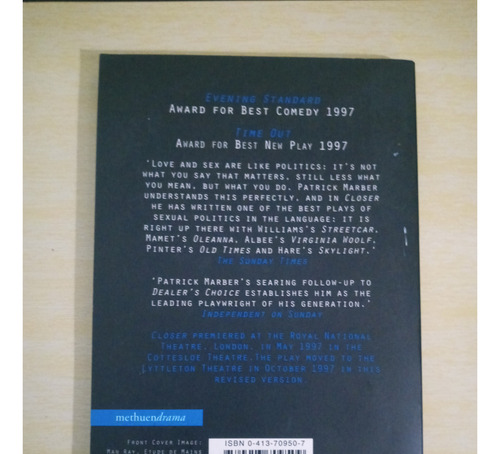 EVENING STANDARD
AWARD FOR BEST COMEDY 1997
TIME OUT
AWARD FOR BEST NEW PLAY 1997
'LOVE AND SEX ARE LIKE POLITICS: IT'S NOT
WHAT YOU SAY THAT MATTERS, STILL LESS WHAT
YOU MEAN, BUT WHAT YOU DO. PATRICK MARBER
UNDERSTANDS THIS PERFECTLY, AND IN CLOSER
HE HAS WRITTEN ONE OF THE BEST PLAYS OF
SEXUAL POLITICS IN THE LANGUAGE: IT IS
RIGHT UP THERE WITH WILLIAMS'S STREETCAR,
MAMET'S OLEANNA, ALBEE'S VIRGINIA WOOLF,
PINTER'S OLD TIMES AND HARE'S SKYLIGHT.'
THE SUNDAY TIMES
'PATRICK MARBER'S SEARING FOLLOW-UP TO
DEALER'S CHOICE ESTABLISHES HIM AS THE
LEADING PLAYWRIGHT OF HIS GENERATION.'
INDEPENDENT ON SUNDAY
CLOSER PREMIERED AT THE ROYAL NATIONAL
THEATRE, LONDON, IN MAY 1997 IN THE
COTTESLOE THEATRE.THE PLAY MOVED TO THE
LYTTLETON THEATRE IN OCTOBER 1997 IN THIS
REVISED VERSION.
methuendrama
FRONT COVER IMAGE:
MAN RAY, ETUDE DE MAINS
ISBN 0-413-70950-7